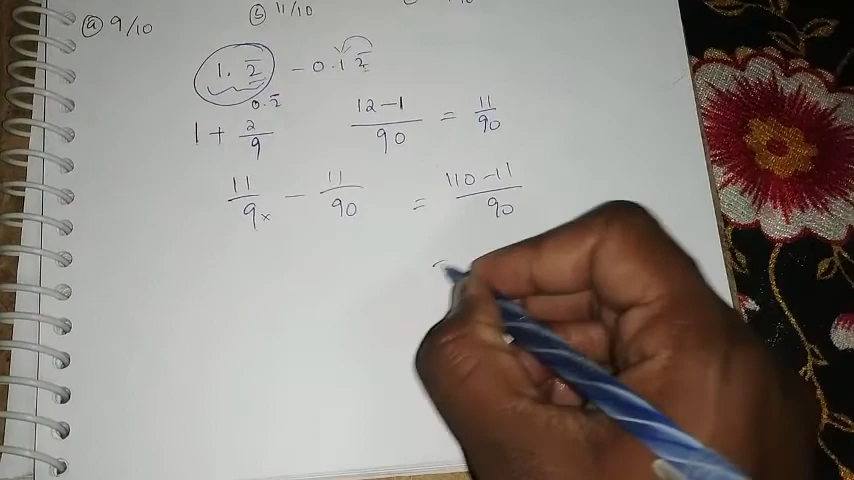 ⓐ 9/10 ⓑ 11/10
1.2̅ − 0.12̅
0.2̅
1 + 2/9 (12 − 1)/90 = 11/90
11/9 − 11/90 = (110 − 11)/90